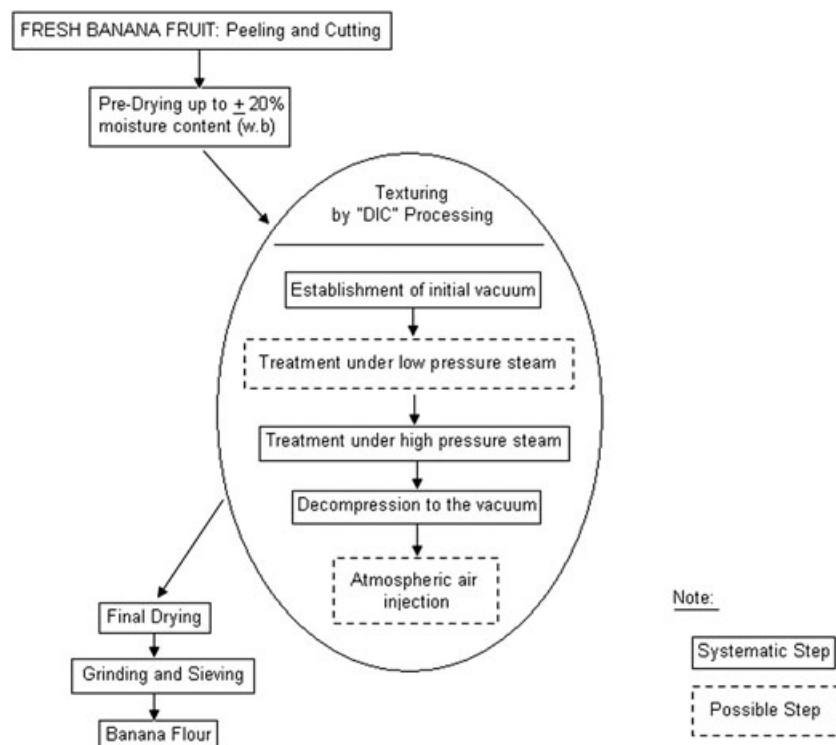 FRESH BANANA FRUIT: Peeling and Cutting
Pre-Drying up to ± 20%
moisture content (w.b)
Texturing
by "DIC" Processing
Establishment of initial vacuum
Treatment under low pressure steam
Treatment under high pressure steam
Decompression to the vacuum
Atmospheric air
injection
Final Drying
Grinding and Sieving
Banana Flour
Note:
Systematic Step
Possible Step